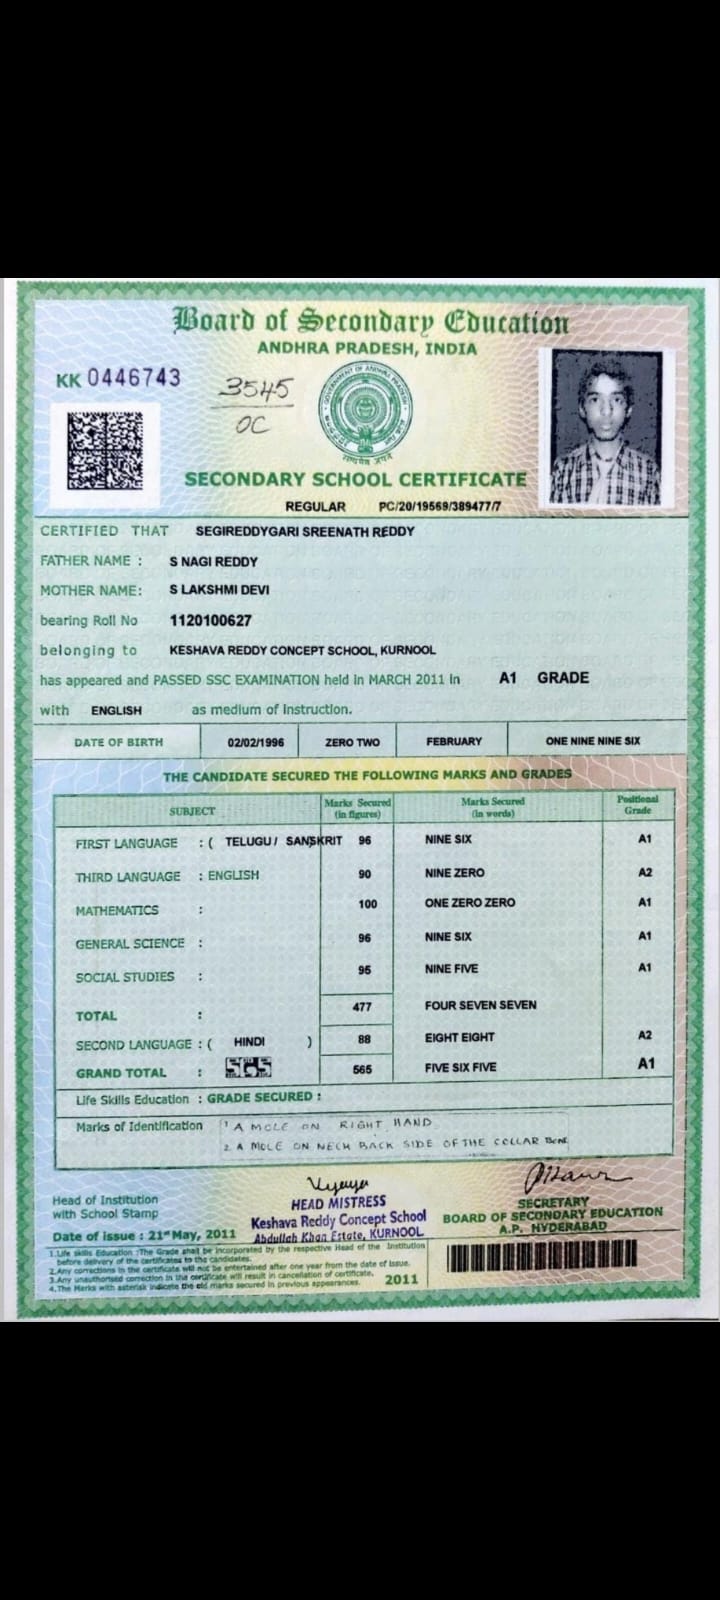 Board of Secondary Education
ANDHRA PRADESH, INDIA
KK 0446743
3545
OC
GOVERNMENT OF ANDHRA PRADESH
सत्यमेव जयते
SECONDARY SCHOOL CERTIFICATE
REGULAR PC/20/19569/389477/7
CERTIFIED THAT SEGIREDDYGARI SREENATH REDDY
FATHER NAME : S NAGI REDDY
MOTHER NAME: S LAKSHMI DEVI
bearing Roll No 1120100627
belonging to KESHAVA REDDY CONCEPT SCHOOL, KURNOOL
has appeared and PASSED SSC EXAMINATION held in MARCH 2011 in A1 GRADE
with ENGLISH as medium of instruction.
DATE OF BIRTH 02/02/1996 ZERO TWO FEBRUARY ONE NINE NINE SIX
THE CANDIDATE SECURED THE FOLLOWING MARKS AND GRADES
SUBJECT Marks Secured (in figures) Marks Secured (in words) Positional Grade
FIRST LANGUAGE : ( TELUGU / SANSKRIT ) 96 NINE SIX A1
THIRD LANGUAGE : ENGLISH 90 NINE ZERO A2
MATHEMATICS : 100 ONE ZERO ZERO A1
GENERAL SCIENCE : 96 NINE SIX A1
SOCIAL STUDIES : 95 NINE FIVE A1
TOTAL : 477 FOUR SEVEN SEVEN
SECOND LANGUAGE : ( HINDI ) 88 EIGHT EIGHT A2
GRAND TOTAL : 565 FIVE SIX FIVE A1
Life Skills Education : GRADE SECURED :
Marks of Identification 1 A MOLE ON RIGHT HAND
2. A MOLE ON NECK BACK SIDE OF THE COLLAR BONE
Head of Institution
with School Stamp
HEAD MISTRESS
Keshava Reddy Concept School
Abdullah Khan Estate, KURNOOL
SECRETARY
BOARD OF SECONDARY EDUCATION
A.P. HYDERABAD
Date of issue : 21st May, 2011
1.Life skills Education :The Grade shall be incorporated by the respective Head of the Institution
before delivery of the certificates to the candidates.
2.Any corrections in the certificate will not be entertained after one year from the date of issue.
3.Any unauthorised correction in the certificate will result in cancellation of certificate.
4.The Marks with asterisk indicate the old marks secured in previous appearances.
2011